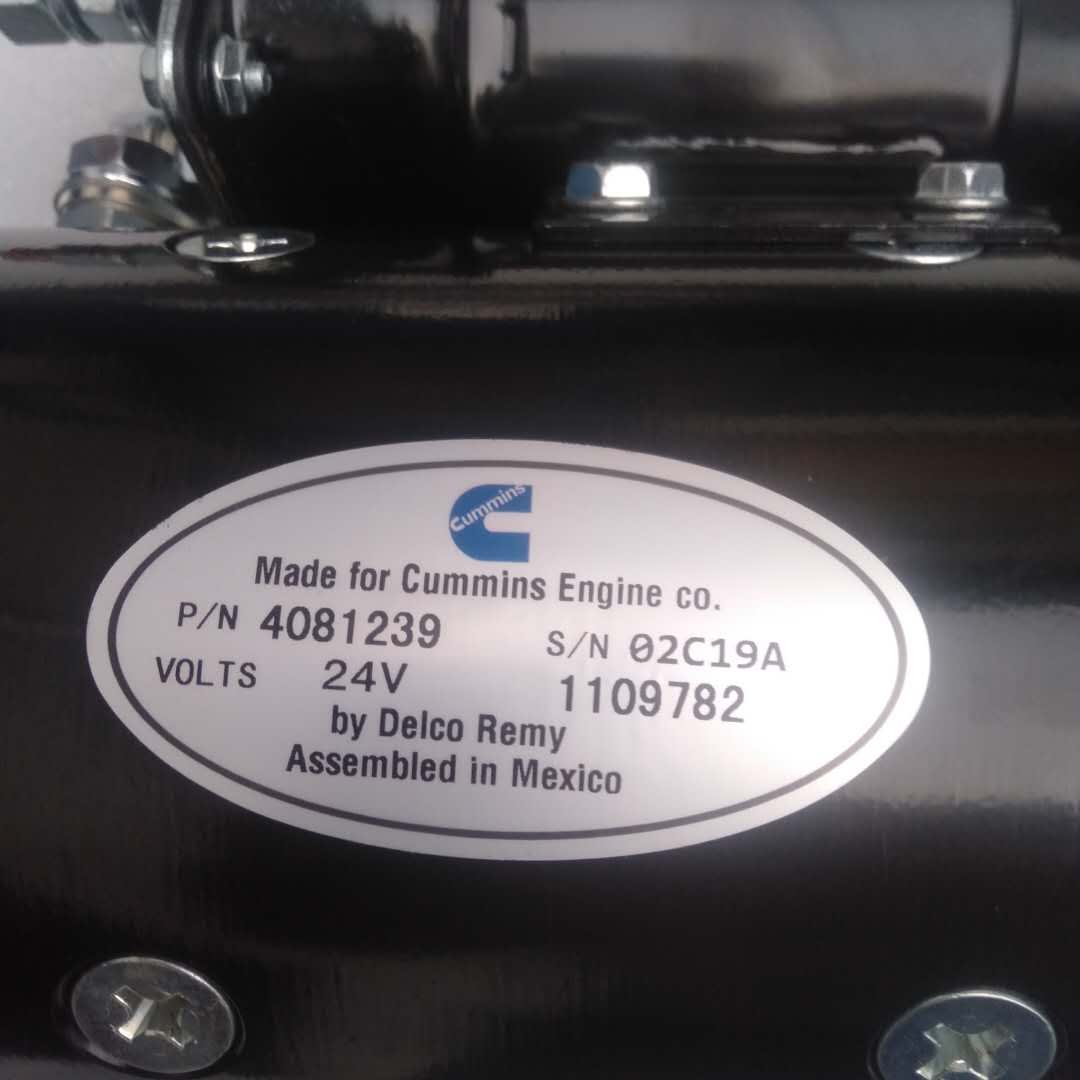 Cummins
Made for Cummins Engine co.
P/N 4081239 S/N 02C19A
VOLTS 24V 1109782
by Delco Remy
Assembled in Mexico